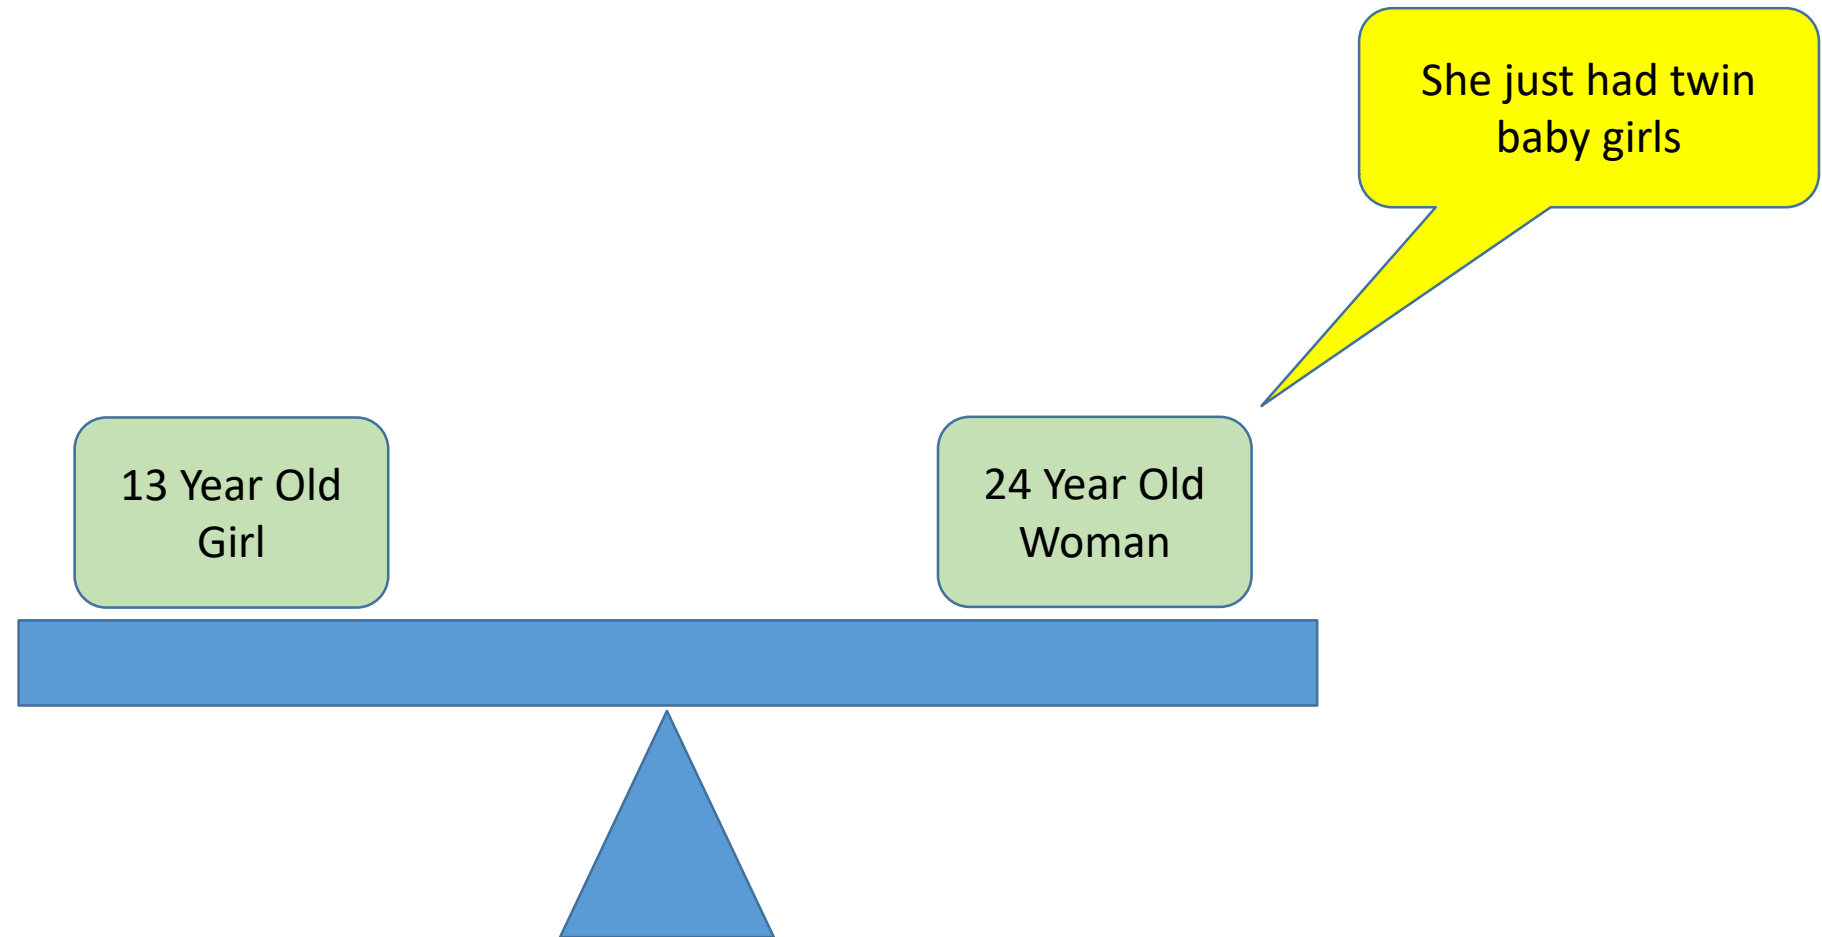 She just had twin
baby girls
13 Year Old
Girl
24 Year Old
Woman